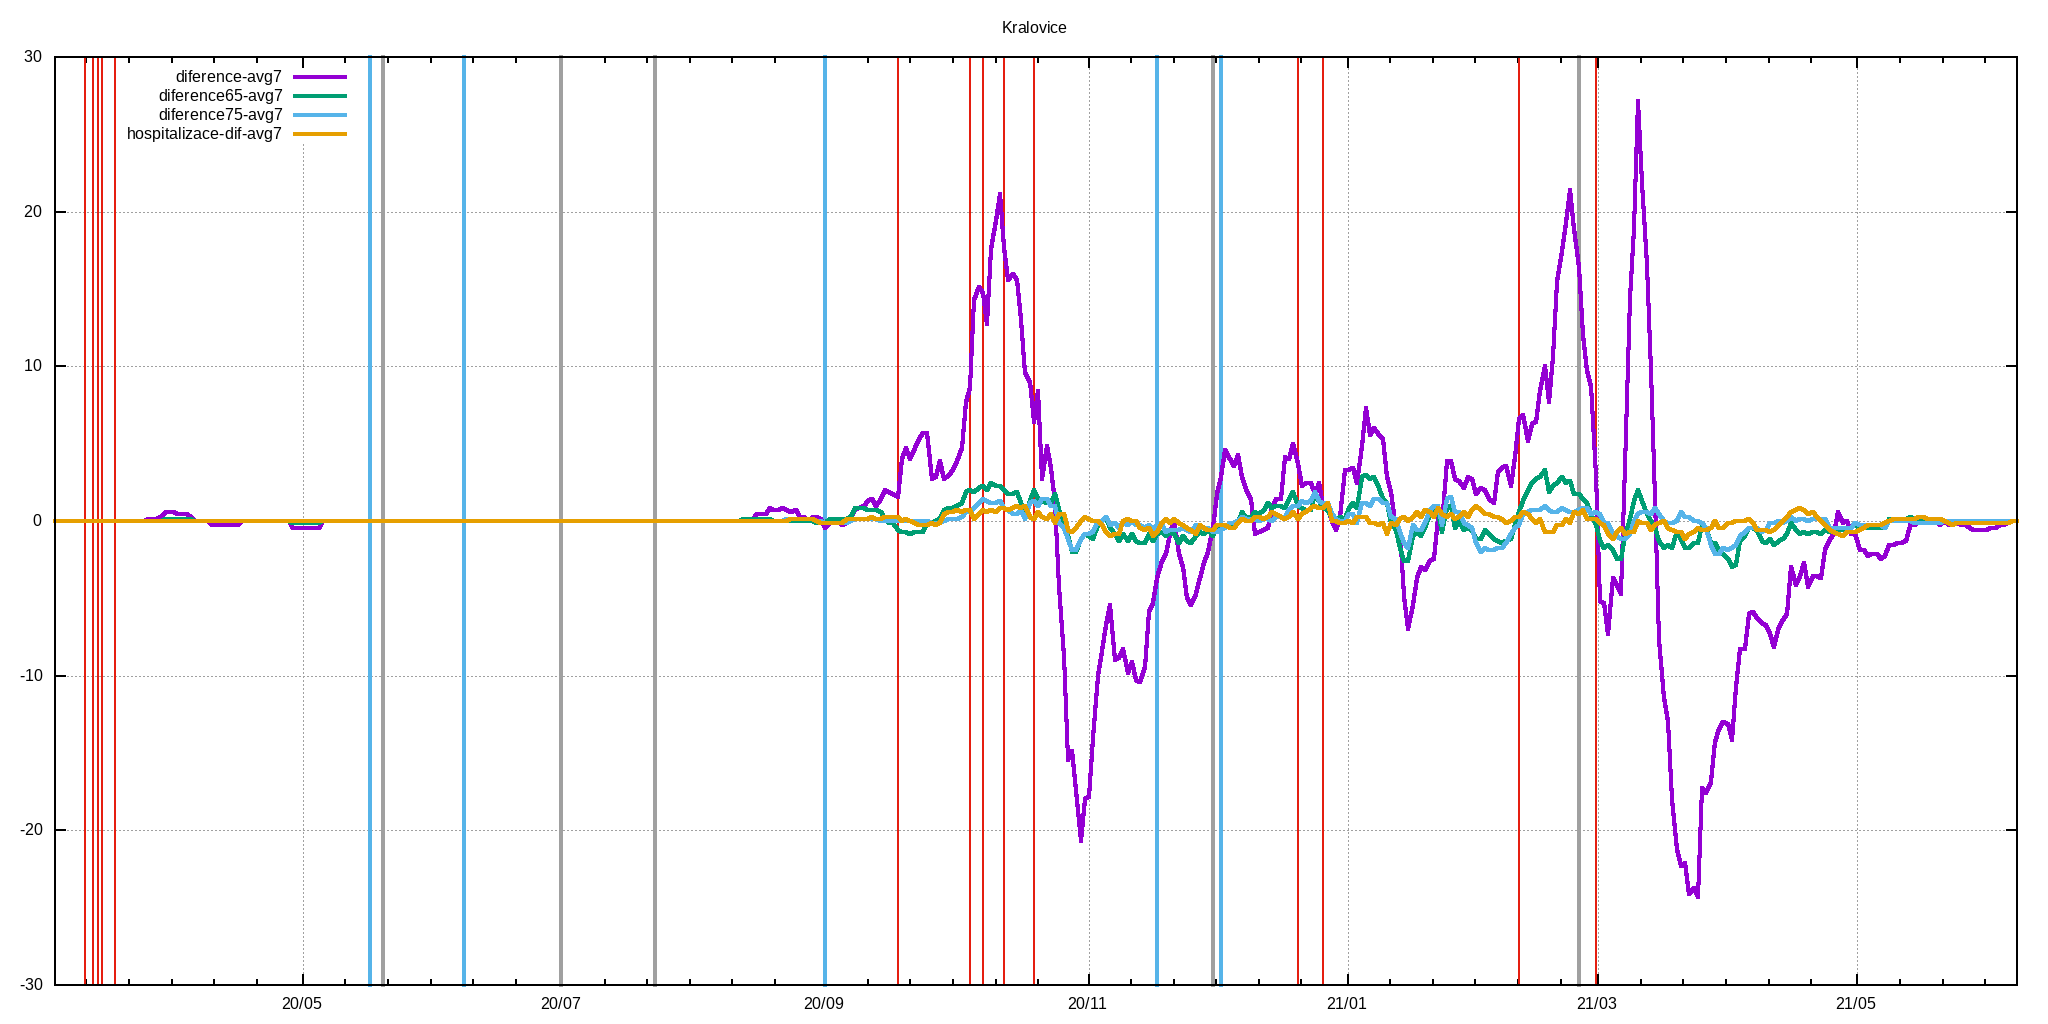 Kralovice
30
20
10
0
-10
-20
-30
diference-avg7
diference65-avg7
diference75-avg7
hospitalizace-dif-avg7
20/05 20/07 20/09 20/11 21/01 21/03 21/05